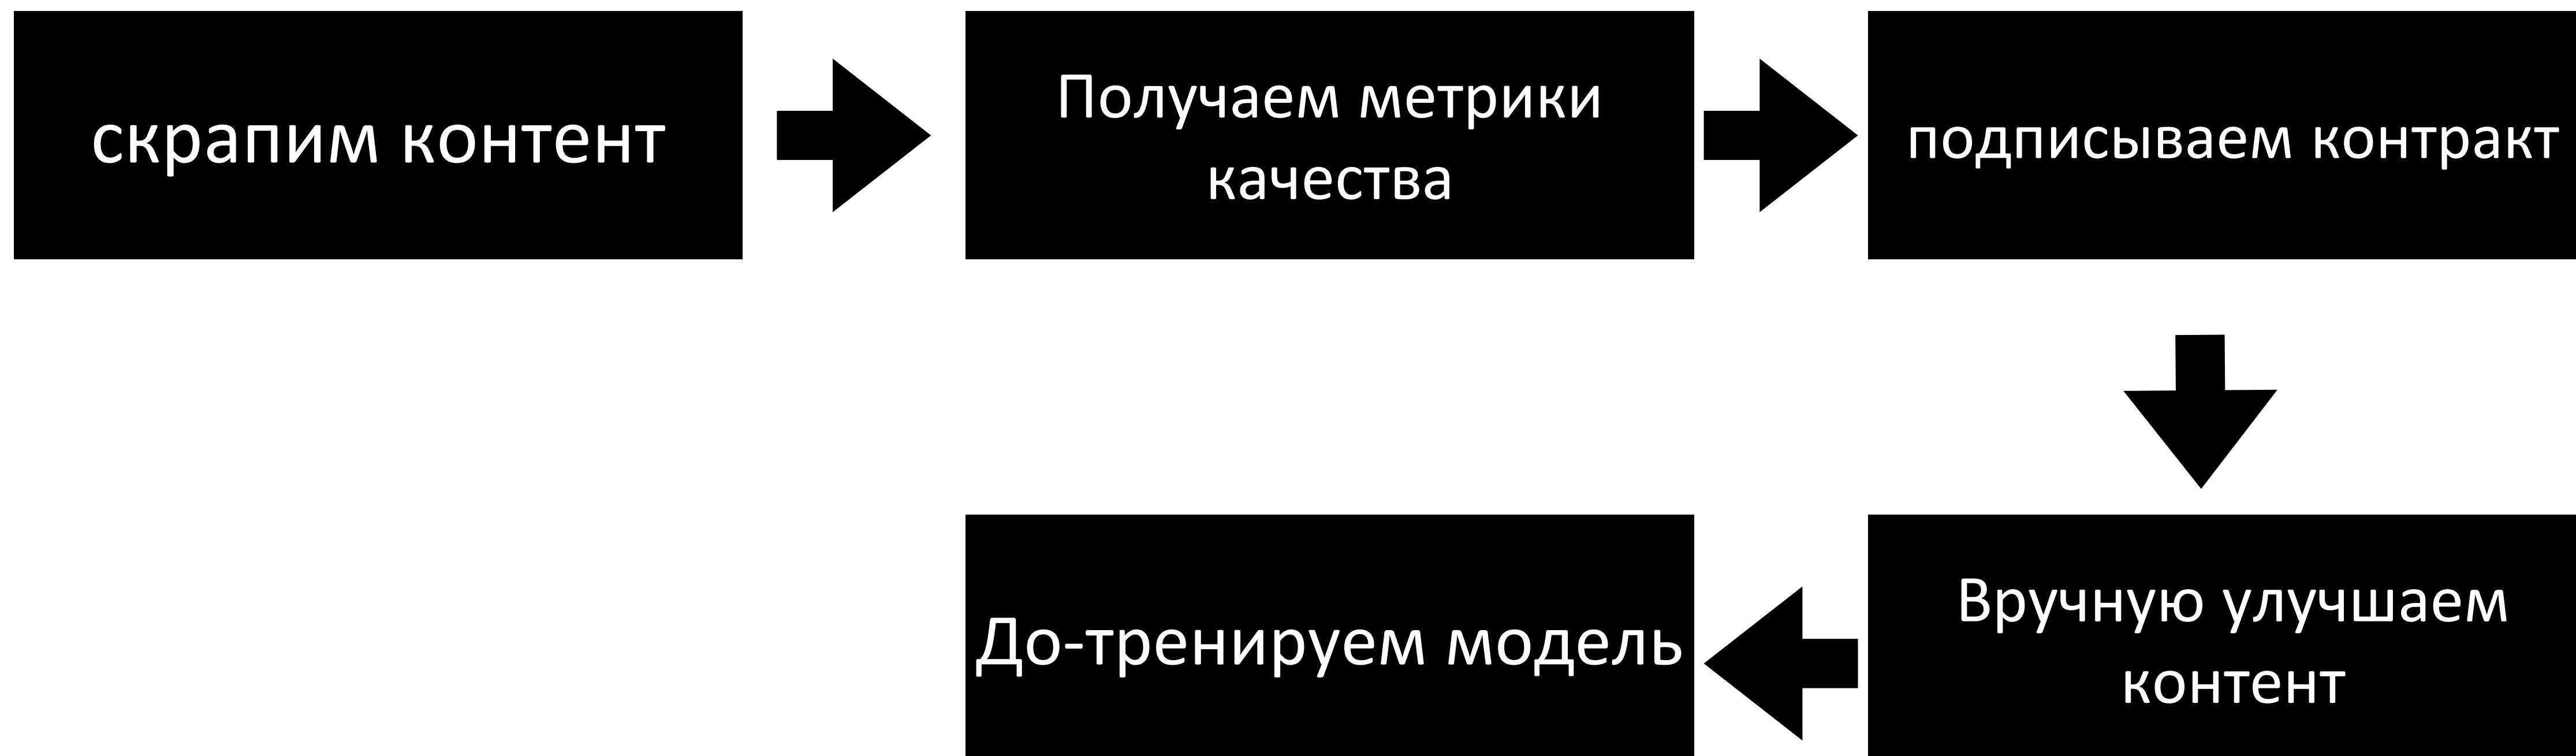 скрапим контент
Получаем метрики
качества
подписываем контракт
Вручную улучшаем
контент
До-тренируем модель